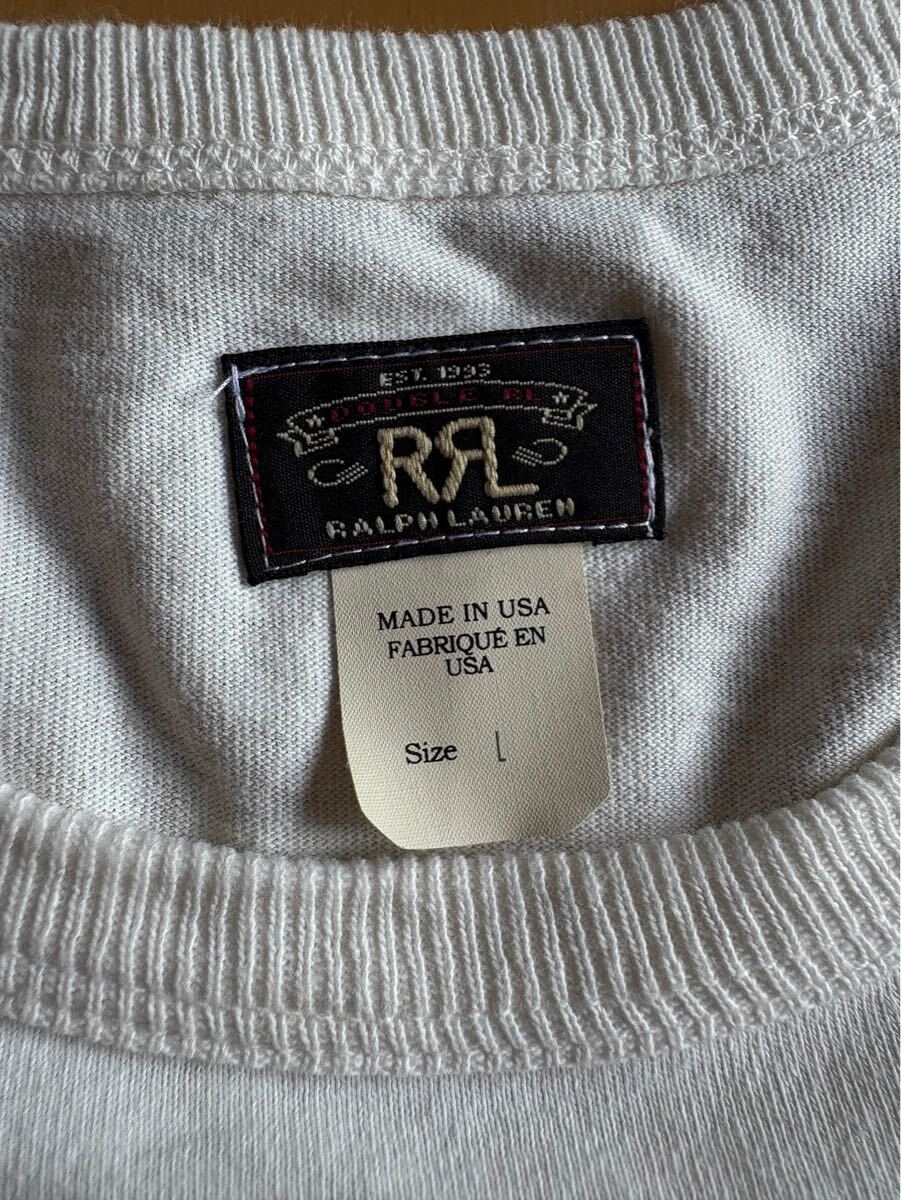 EST. 1993
DOUBLE RL
RRL
RALPH LAUREN
MADE IN USA
FABRIQUÉ EN
USA
Size L